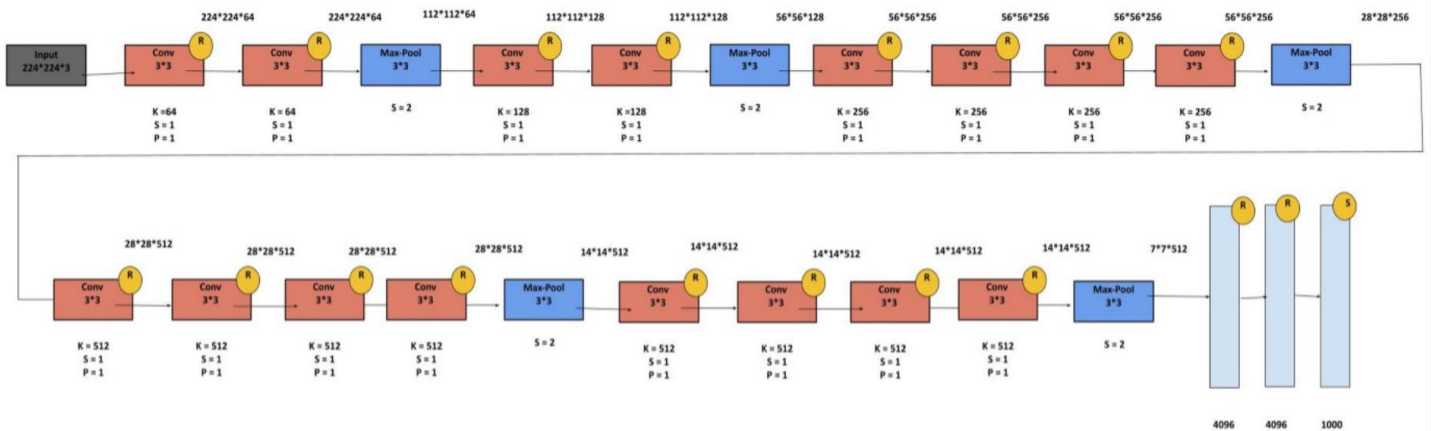 224*224*64 224*224*64 112*112*64 112*112*128 112*112*128 56*56*128 56*56*256 56*56*256 56*56*256 56*56*256 28*28*256
R R R R R R R R
Input Conv Conv Max-Pool Conv Conv Max-Pool Conv Conv Conv Conv Max-Pool
224*224*3 3*3 3*3 3*3 3*3 3*3 3*3 3*3 3*3 3*3 3*3 3*3
K =64 K = 64 S = 2 K = 128 K =128 S = 2 K = 256 K = 256 K = 256 K = 256 S = 2
S = 1 S = 1 S = 1 S = 1 S = 1 S = 1 S = 1 S = 1
P = 1 P = 1 P = 1 P = 1 P = 1 P = 1 P = 1 P = 1
R R S
28*28*512 28*28*512 28*28*512 28*28*512 14*14*512 14*14*512 14*14*512 14*14*512 14*14*512 7*7*512
R R R R R R R R
Conv Conv Conv Conv Max-Pool Conv Conv Conv Conv Max-Pool
3*3 3*3 3*3 3*3 3*3 3*3 3*3 3*3 3*3 3*3
K = 512 K = 512 K = 512 K = 512 S = 2 K = 512 K = 512 K = 512 K = 512 S = 2
S = 1 S = 1 S = 1 S = 1 S = 1 S = 1 S = 1 S = 1
P = 1 P = 1 P = 1 P = 1 P = 1 P = 1 P = 1 P = 1
4096 4096 1000